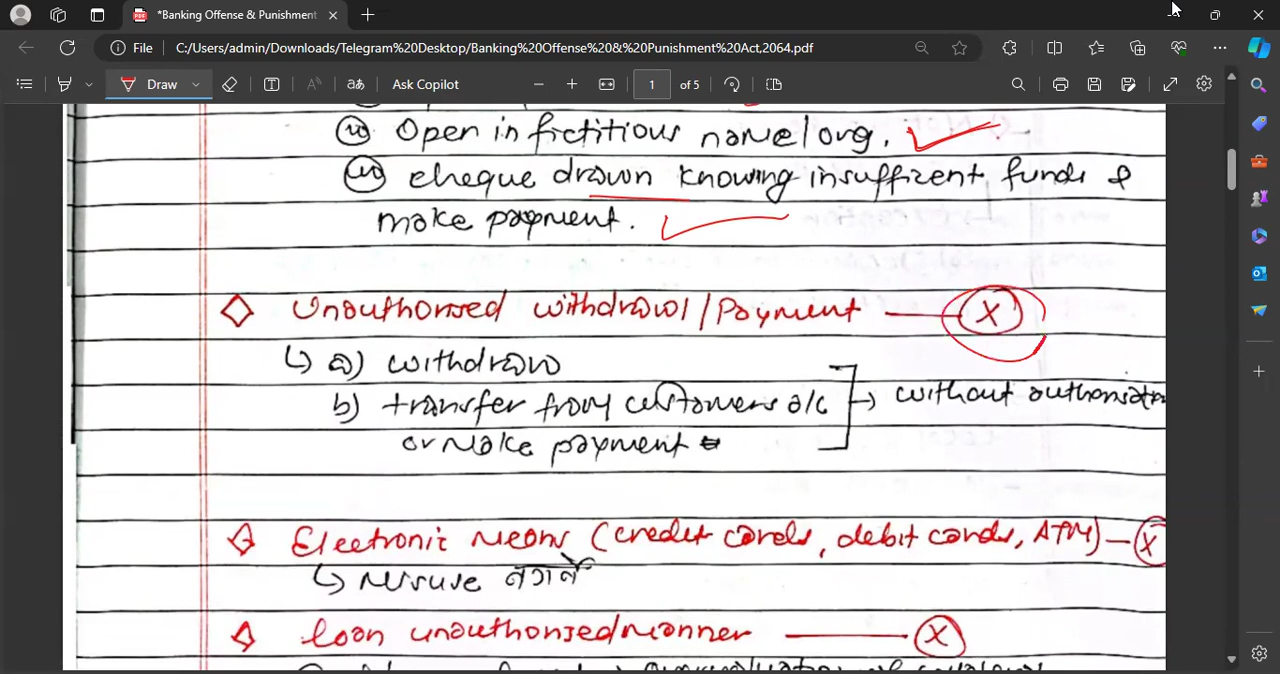 *Banking Offense & Punishment
File C:/Users/admin/Downloads/Telegram%20Desktop/Banking%20Offense%20&%20Punishment%20Act,2064.pdf
Draw Ask Copilot 1 of 5
Open in fictitious name/org.
cheque drawn knowing insufficent funds &
make payment.
Unauthorised withdrawl/Payment — X
a) withdraw
b) transfer from customers a/c → without authorisation
or Make payment
Electronic Means (credit cards, debit cards, ATM) — X
Misuse नगर्न
loan unauthorised manner — X